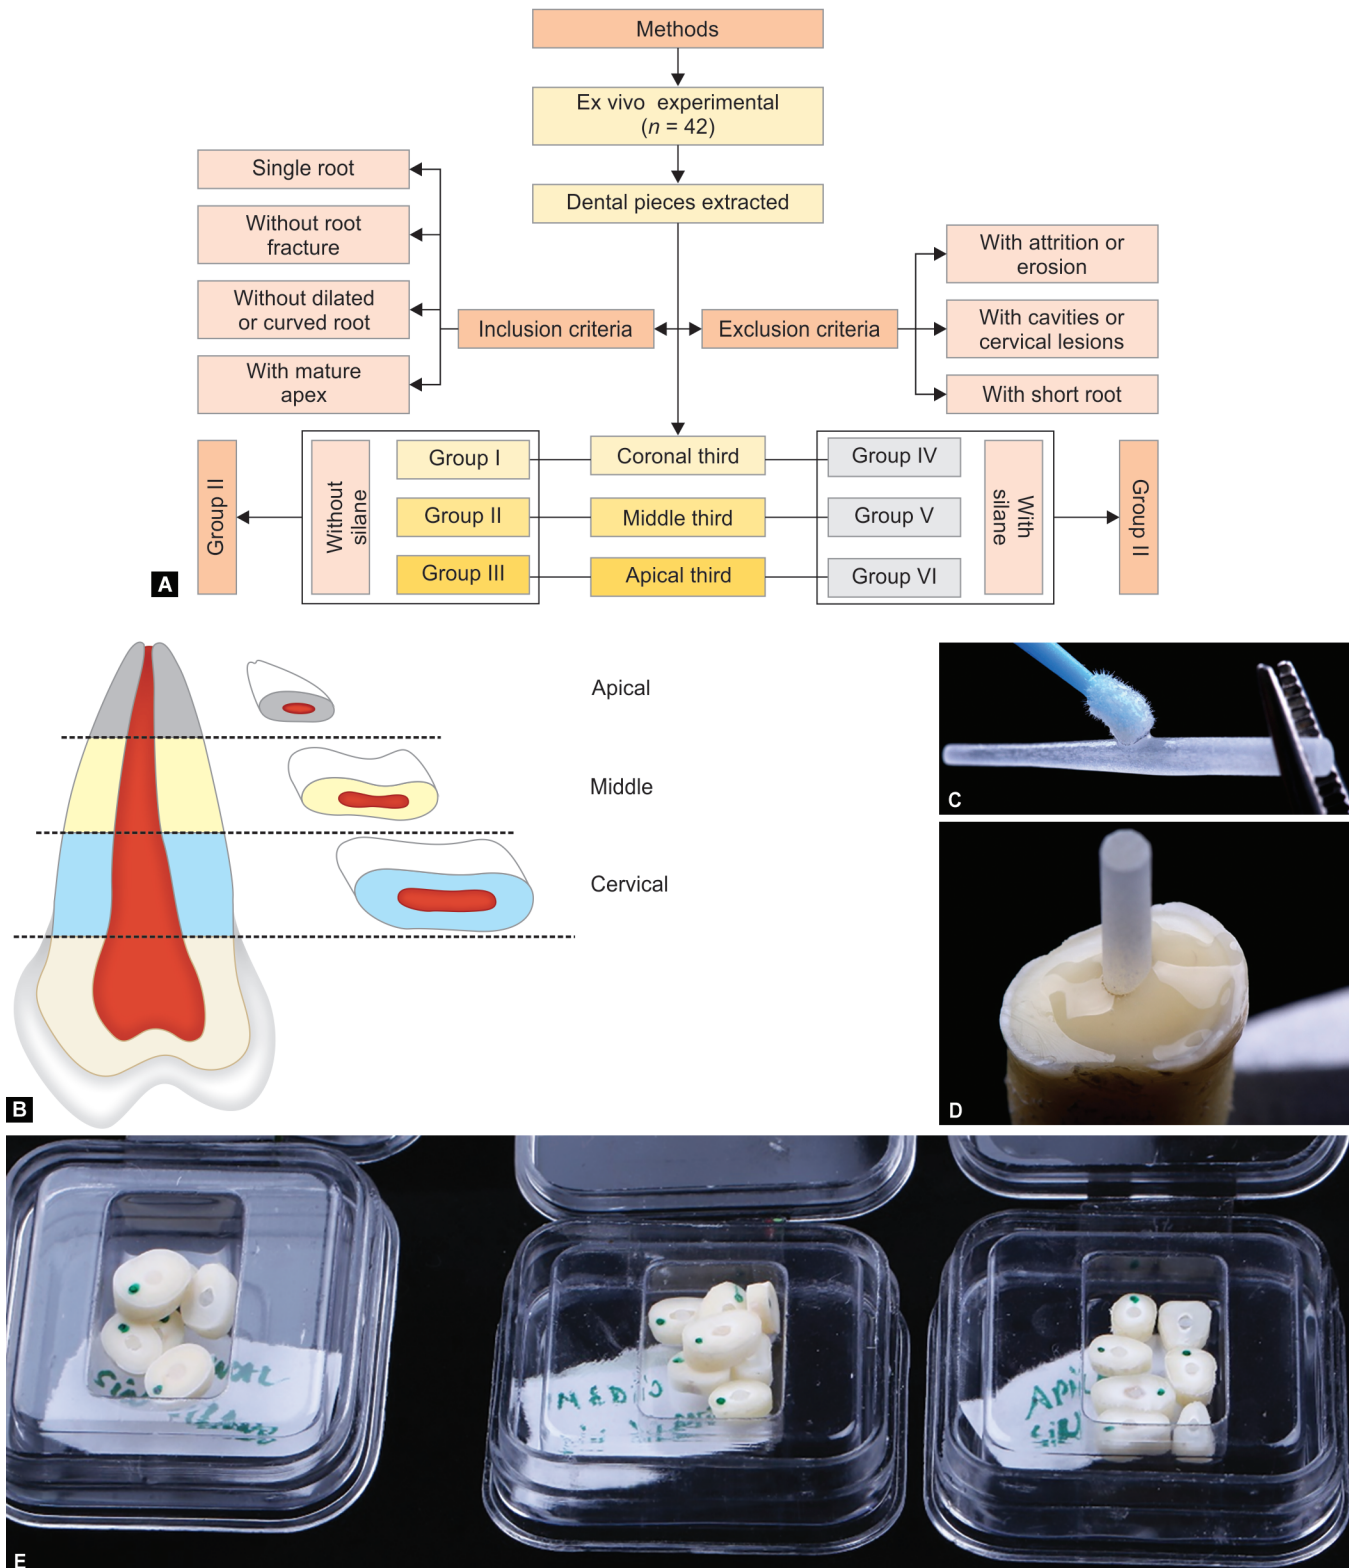 Methods
Ex vivo experimental
(n = 42)
Dental pieces extracted
Single root
Without root
fracture
Without dilated
or curved root
With mature
apex
Inclusion criteria
Exclusion criteria
With attrition or
erosion
With cavities or
cervical lesions
With short root
Group II
Without
silane
Group I
Group II
Group III
Coronal third
Middle third
Apical third
Group IV
Group V
Group VI
With
silane
Group II
A
Apical
Middle
Cervical
B
C
D
MEDIO
E